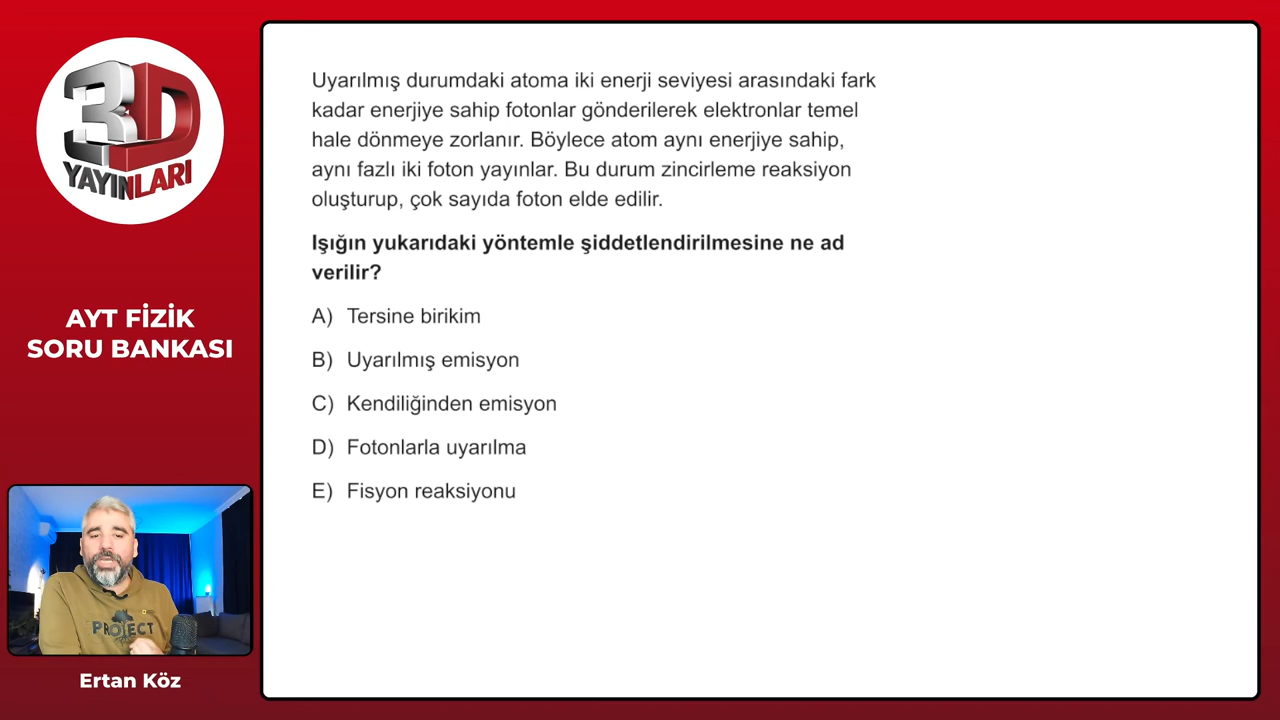 3D
YAYINLARI
AYT FİZİK
SORU BANKASI
PROJECT
Ertan Köz
Uyarılmış durumdaki atoma iki enerji seviyesi arasındaki fark
kadar enerjiye sahip fotonlar gönderilerek elektronlar temel
hale dönmeye zorlanır. Böylece atom aynı enerjiye sahip,
aynı fazlı iki foton yayınlar. Bu durum zincirleme reaksiyon
oluşturup, çok sayıda foton elde edilir.
Işığın yukarıdaki yöntemle şiddetlendirilmesine ne ad
verilir?
A) Tersine birikim
B) Uyarılmış emisyon
C) Kendiliğinden emisyon
D) Fotonlarla uyarılma
E) Fisyon reaksiyonu